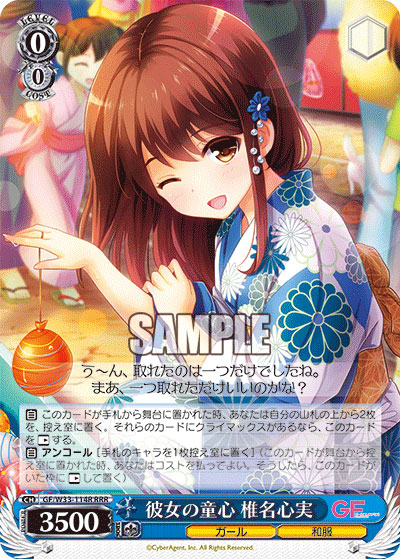 LEVEL
0
0
COST
SAMPLE
う～ん、取れたのは一つだけでしたね。
まあ、一つ取れただけいいのかな？
自 このカードが手札から舞台に置かれた時、あなたは自分の山札の上から2枚
を、控え室に置く。それらのカードにクライマックスがあるなら、このカード
を する。
自 アンコール ［手札のキャラを1枚控え室に置く］（このカードが舞台から控
え室に置かれた時、あなたはコストを払ってよい。そうしたら、このカードがいた枠に する）
CH GF/W33-114R RRR
3500
POWER
彼女の童心 椎名心実
GF
ガール 和服
©CyberAgent, Inc. All Rights Reserved.